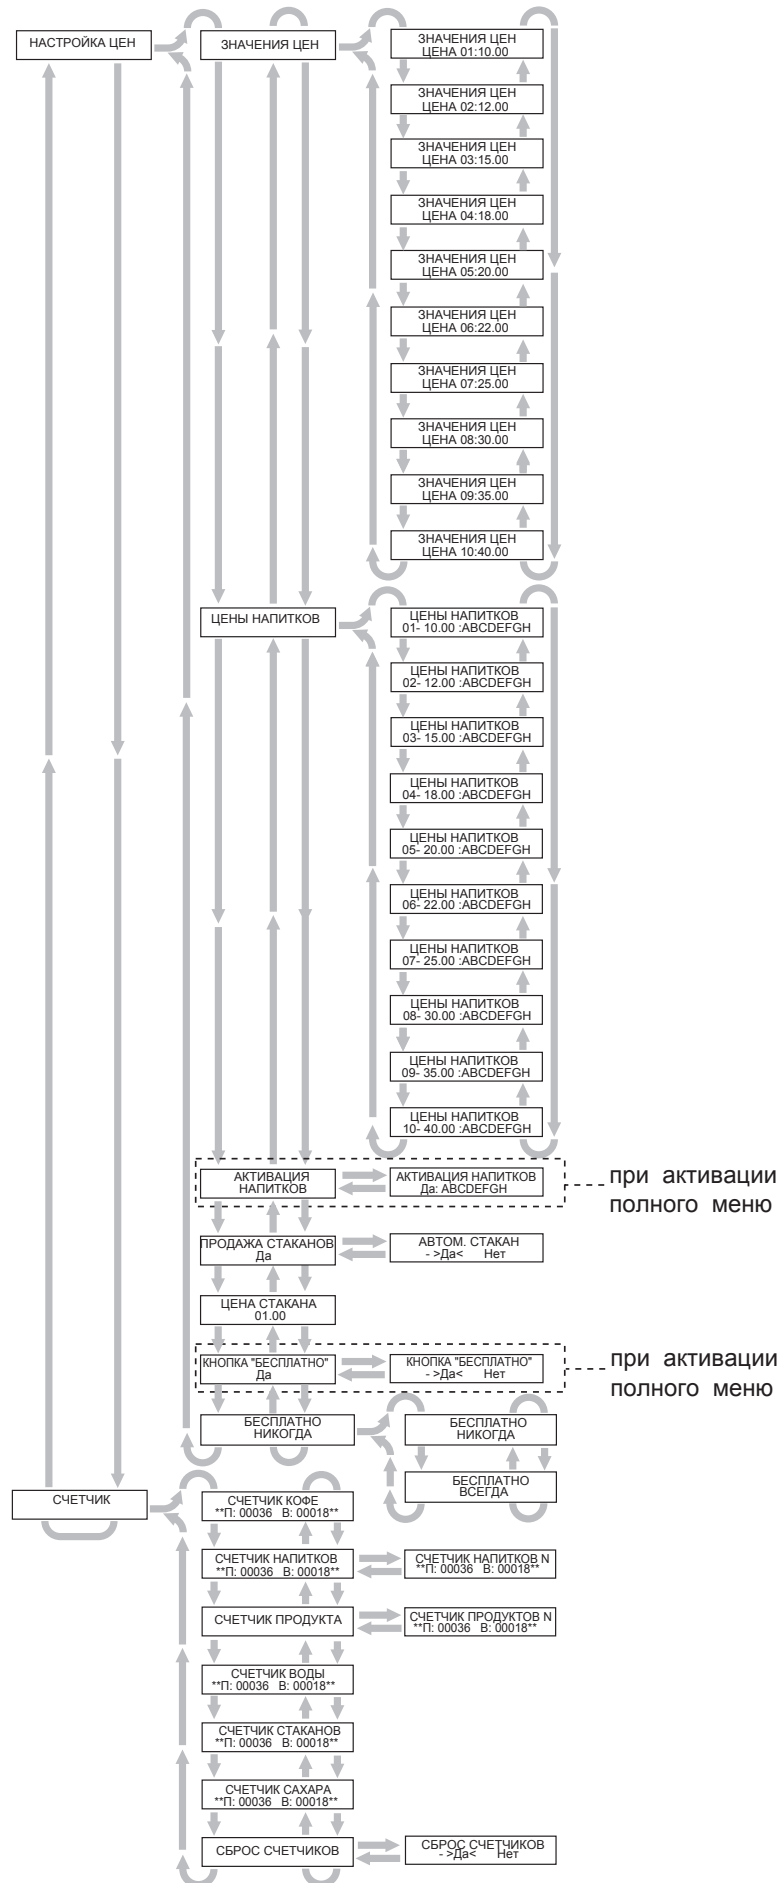 НАСТРОЙКА ЦЕН
ЗНАЧЕНИЯ ЦЕН
ЗНАЧЕНИЯ ЦЕН
ЦЕНА 01:10.00
ЗНАЧЕНИЯ ЦЕН
ЦЕНА 02:12.00
ЗНАЧЕНИЯ ЦЕН
ЦЕНА 03:15.00
ЗНАЧЕНИЯ ЦЕН
ЦЕНА 04:18.00
ЗНАЧЕНИЯ ЦЕН
ЦЕНА 05:20.00
ЗНАЧЕНИЯ ЦЕН
ЦЕНА 06:22.00
ЗНАЧЕНИЯ ЦЕН
ЦЕНА 07:25.00
ЗНАЧЕНИЯ ЦЕН
ЦЕНА 08:30.00
ЗНАЧЕНИЯ ЦЕН
ЦЕНА 09:35.00
ЗНАЧЕНИЯ ЦЕН
ЦЕНА 10:40.00
ЦЕНЫ НАПИТКОВ
ЦЕНЫ НАПИТКОВ
01- 10.00 :ABCDEFGH
ЦЕНЫ НАПИТКОВ
02- 12.00 :ABCDEFGH
ЦЕНЫ НАПИТКОВ
03- 15.00 :ABCDEFGH
ЦЕНЫ НАПИТКОВ
04- 18.00 :ABCDEFGH
ЦЕНЫ НАПИТКОВ
05- 20.00 :ABCDEFGH
ЦЕНЫ НАПИТКОВ
06- 22.00 :ABCDEFGH
ЦЕНЫ НАПИТКОВ
07- 25.00 :ABCDEFGH
ЦЕНЫ НАПИТКОВ
08- 30.00 :ABCDEFGH
ЦЕНЫ НАПИТКОВ
09- 35.00 :ABCDEFGH
ЦЕНЫ НАПИТКОВ
10- 40.00 :ABCDEFGH
АКТИВАЦИЯ
НАПИТКОВ
АКТИВАЦИЯ НАПИТКОВ
Да: ABCDEFGH
при активации
полного меню
ПРОДАЖА СТАКАНОВ
Да
АВТОМ. СТАКАН
- >Да< Нет
ЦЕНА СТАКАНА
01.00
КНОПКА "БЕСПЛАТНО"
Да
КНОПКА "БЕСПЛАТНО"
- >Да< Нет
при активации
полного меню
БЕСПЛАТНО
НИКОГДА
БЕСПЛАТНО
НИКОГДА
БЕСПЛАТНО
ВСЕГДА
СЧЕТЧИК
СЧЕТЧИК КОФЕ
**П: 00036 В: 00018**
СЧЕТЧИК НАПИТКОВ
**П: 00036 В: 00018**
СЧЕТЧИК НАПИТКОВ N
**П: 00036 В: 00018**
СЧЕТЧИК ПРОДУКТА
СЧЕТЧИК ПРОДУКТОВ N
**П: 00036 В: 00018**
СЧЕТЧИК ВОДЫ
**П: 00036 В: 00018**
СЧЕТЧИК СТАКАНОВ
**П: 00036 В: 00018**
СЧЕТЧИК САХАРА
**П: 00036 В: 00018**
СБРОС СЧЕТЧИКОВ
СБРОС СЧЕТЧИКОВ
- >Да< Нет